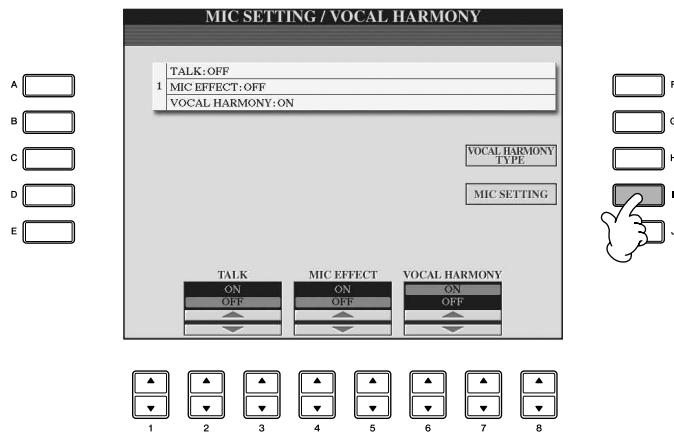 MIC SETTING / VOCAL HARMONY
TALK:OFF
1 MIC EFFECT:OFF
VOCAL HARMONY:ON
A
B
C
D
E
F
G
H
VOCAL HARMONY
TYPE
MIC SETTING
TALK
ON
OFF
MIC EFFECT
ON
OFF
VOCAL HARMONY
ON
OFF
1 2 3 4 5 6 7 8